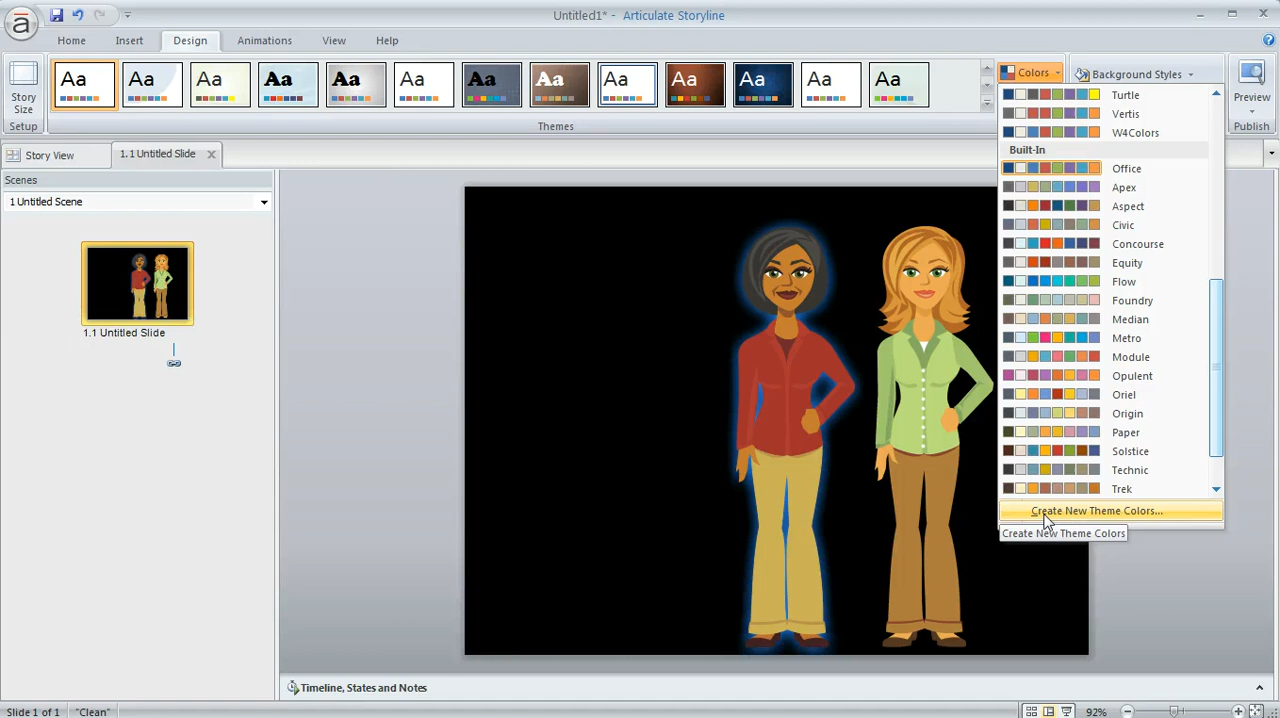 Untitled1* - Articulate Storyline
Home Insert Design Animations View Help
Story
Size
Setup
Aa Aa Aa Aa Aa Aa Aa Aa Aa Aa Aa Aa Aa
Themes
Colors
Background Styles
Preview
Publish
Story View
1.1 Untitled Slide
Scenes
1 Untitled Scene
1.1 Untitled Slide
Turtle
Vertis
W4Colors
Built-In
Office
Apex
Aspect
Civic
Concourse
Equity
Flow
Foundry
Median
Metro
Module
Opulent
Oriel
Origin
Paper
Solstice
Technic
Trek
Create New Theme Colors...
Create New Theme Colors
Timeline, States and Notes
Slide 1 of 1 "Clean" 92%